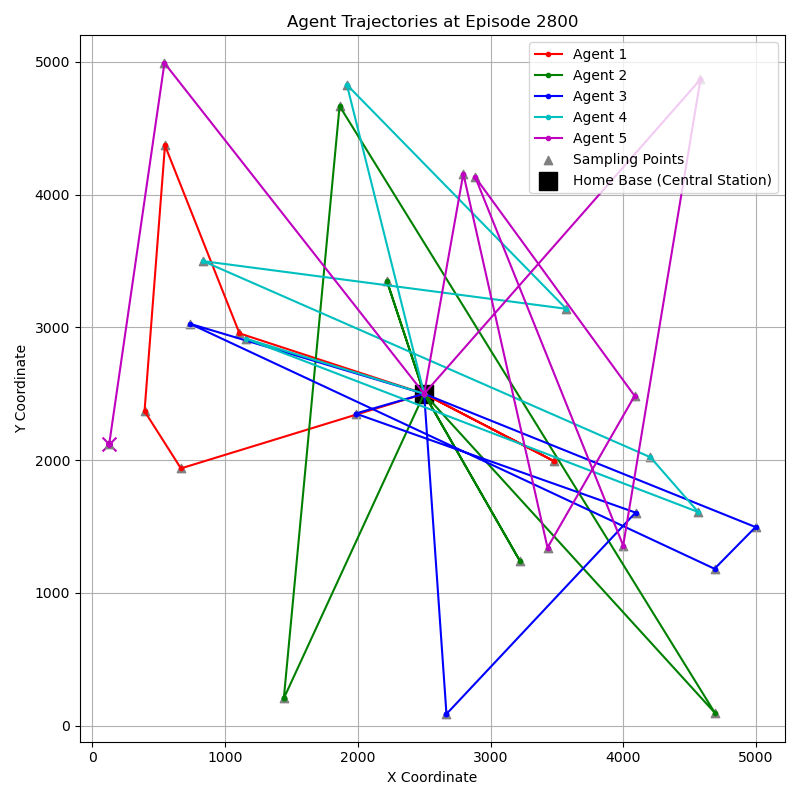 Agent Trajectories at Episode 2800
Agent 1
Agent 2
Agent 3
Agent 4
Agent 5
Sampling Points
Home Base (Central Station)
Y Coordinate
5000
4000
3000
2000
1000
0
0 1000 2000 3000 4000 5000
X Coordinate